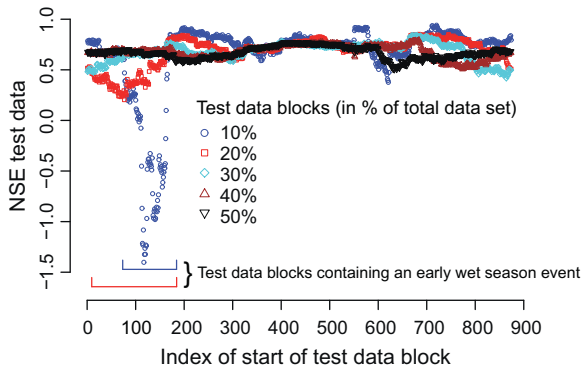 NSE test data
1.0
0.5
0.0
−0.5
−1.0
−1.5
Test data blocks (in % of total data set)
10%
20%
30%
40%
50%
} Test data blocks containing an early wet season event
0 100 200 300 400 500 600 700 800 900
Index of start of test data block